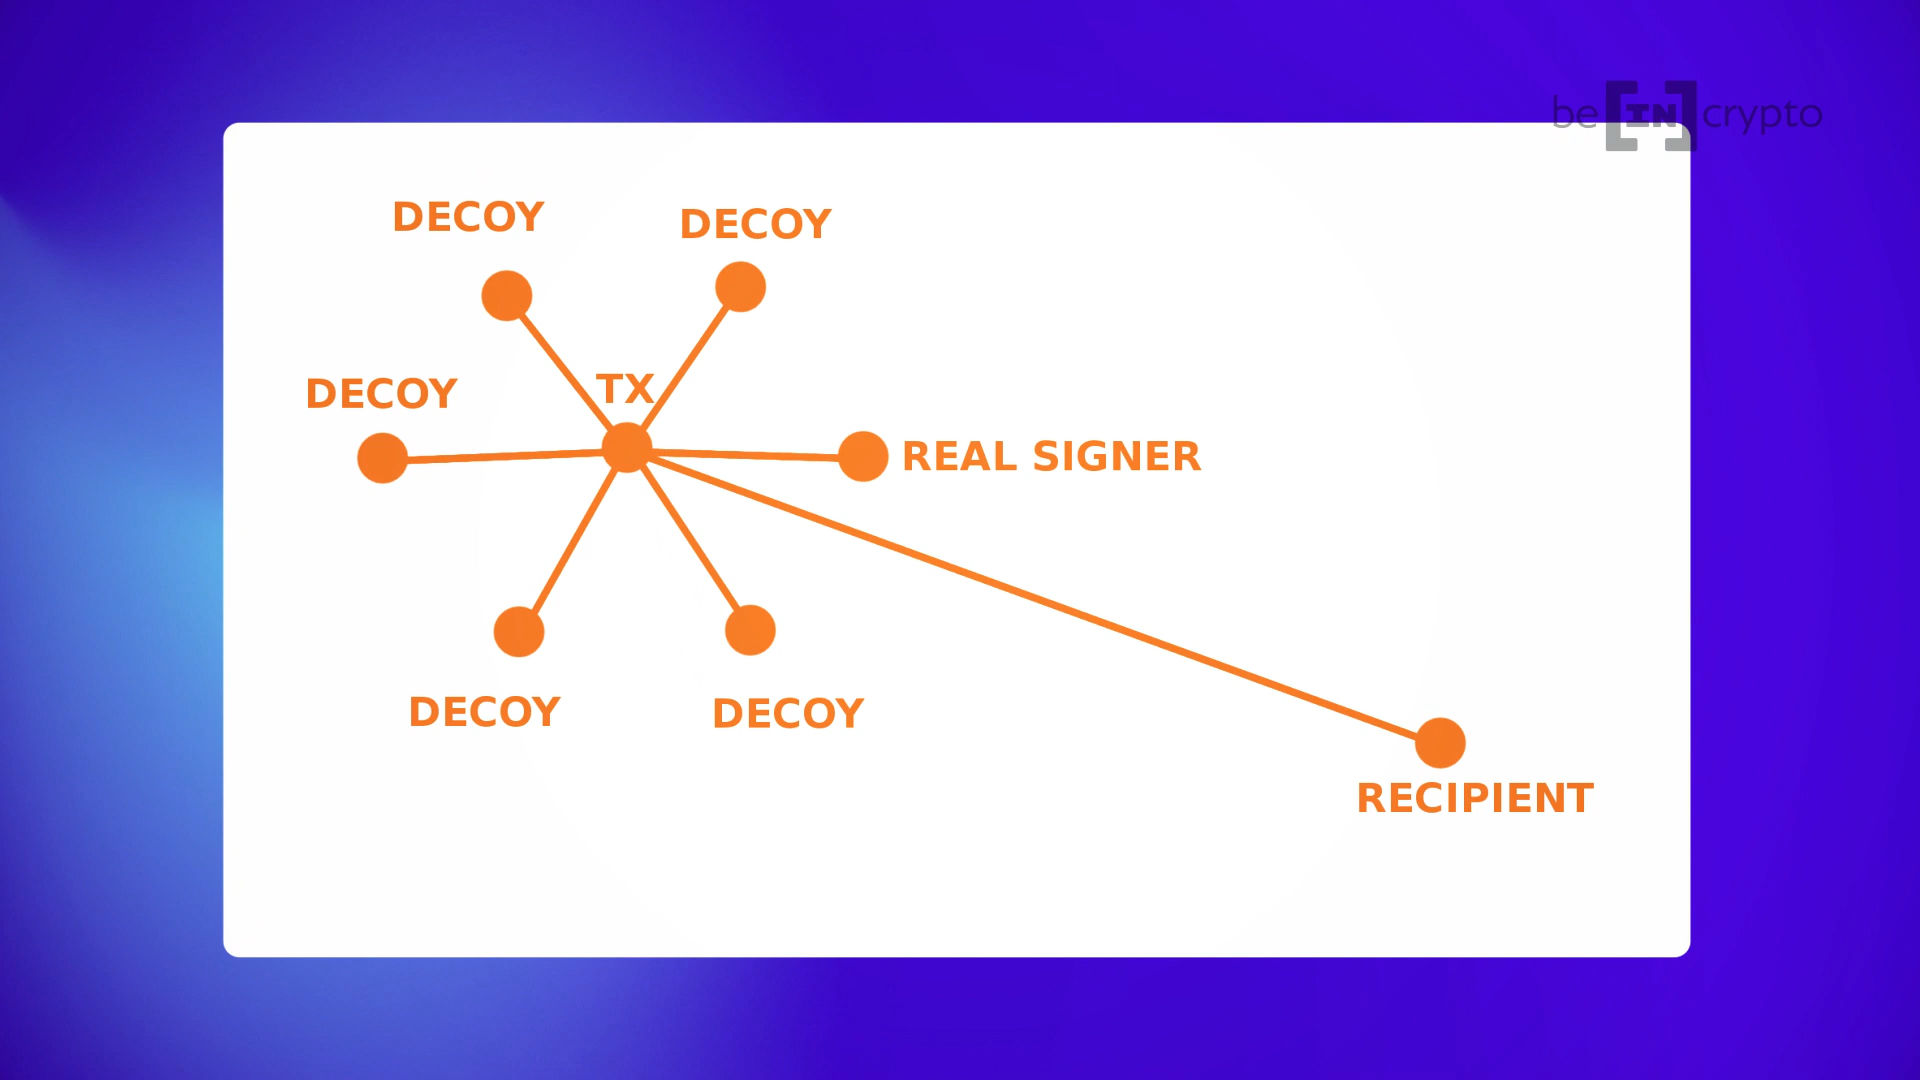 be [IN] crypto
DECOY
DECOY
TX
DECOY
REAL SIGNER
DECOY
DECOY
RECIPIENT